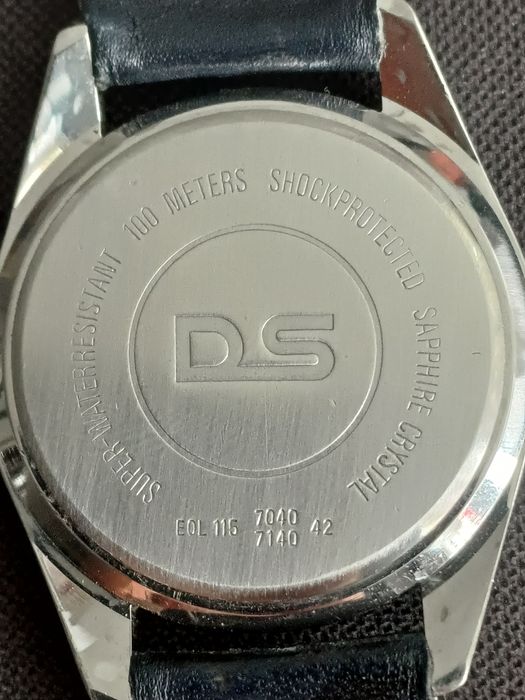 SUPER-WATERRESISTANT 100 METERS SHOCKPROTECTED SAPPHIRE CRYSTAL
DS
EOL 115 7040 42
7140